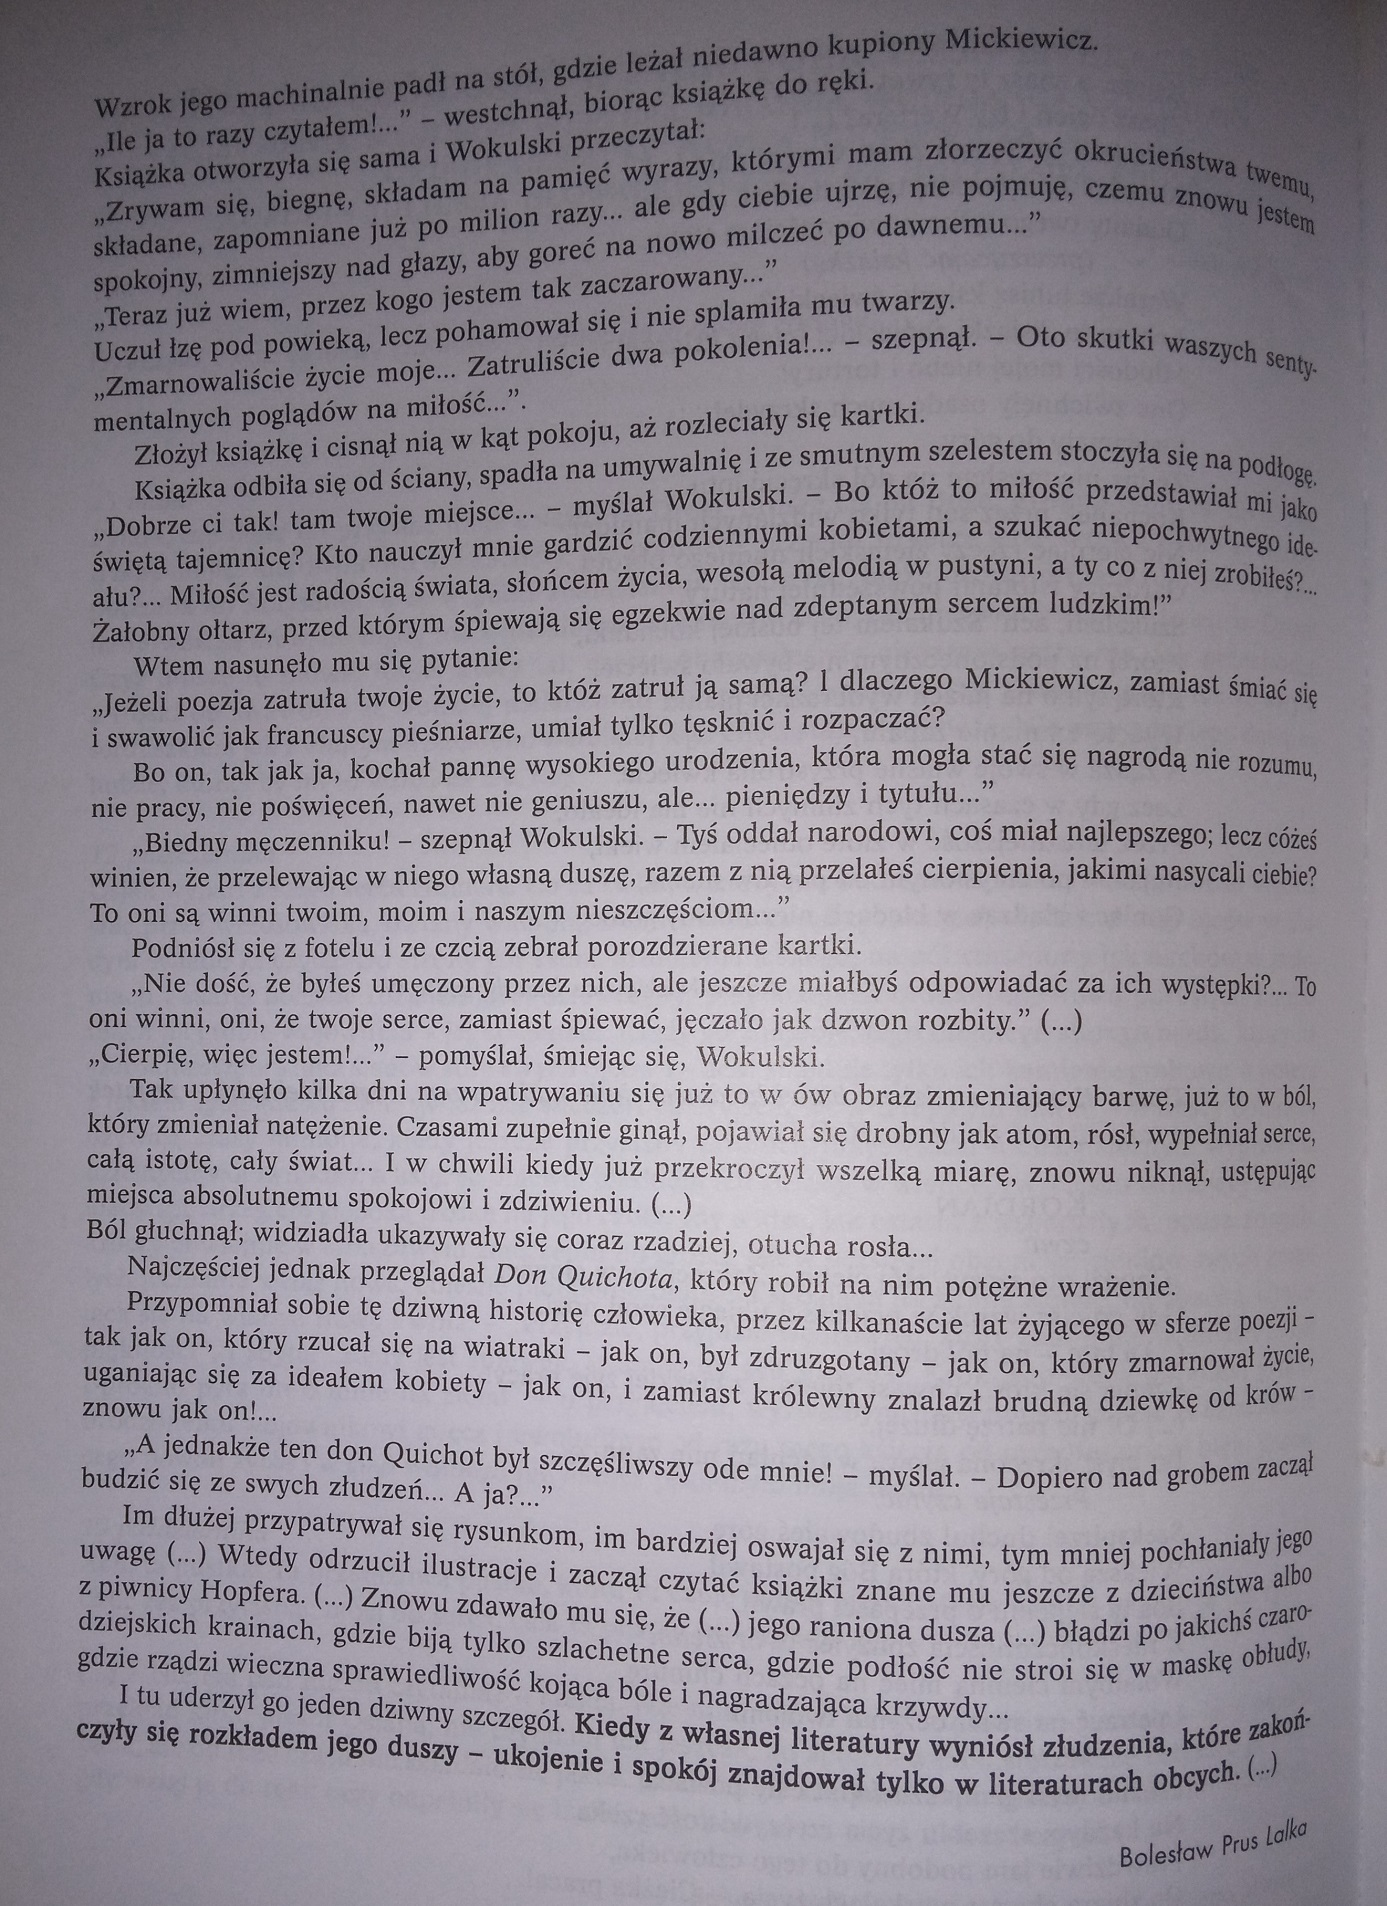 Wzrok jego machinalnie padł na stół, gdzie leżał niedawno kupiony Mickiewicz.
„Ile ja to razy czytałem!...” – westchnął, biorąc książkę do ręki.
Książka otworzyła się sama i Wokulski przeczytał:
„Zrywam się, biegnę, składam na pamięć wyrazy, którymi mam złorzeczyć okrucieństwa twemu,
składane, zapomniane już po milion razy... ale gdy ciebie ujrzę, nie pojmuję, czemu znowu jestem
spokojny, zimniejszy nad głazy, aby goreć na nowo milczeć po dawnemu...”
„Teraz już wiem, przez kogo jestem tak zaczarowany...”
Uczuł łzę pod powieką, lecz pohamował się i nie splamiła mu twarzy.
„Zmarnowaliście życie moje... Zatruliście dwa pokolenia!... – szepnął. – Oto skutki waszych senty-
mentalnych poglądów na miłość...”.
Złożył książkę i cisnął nią w kąt pokoju, aż rozleciały się kartki.
Książka odbiła się od ściany, spadła na umywalnię i ze smutnym szelestem stoczyła się na podłogę.
„Dobrze ci tak! tam twoje miejsce... – myślał Wokulski. – Bo któż to miłość przedstawiał mi jako
świętą tajemnicę? Kto nauczył mnie gardzić codziennymi kobietami, a szukać niepochwytnego ide-
ału?... Miłość jest radością świata, słońcem życia, wesołą melodią w pustyni, a ty co z niej zrobiłeś?...
Żałobny ołtarz, przed którym śpiewają się egzekwie nad zdeptanym sercem ludzkim!”
Wtem nasunęło mu się pytanie:
„Jeżeli poezja zatruła twoje życie, to któż zatruł ją samą? l dlaczego Mickiewicz, zamiast śmiać się
i swawolić jak francuscy pieśniarze, umiał tylko tęsknić i rozpaczać?
Bo on, tak jak ja, kochał pannę wysokiego urodzenia, która mogła stać się nagrodą nie rozumu,
nie pracy, nie poświęceń, nawet nie geniuszu, ale... pieniędzy i tytułu...”
„Biedny męczenniku! – szepnął Wokulski. – Tyś oddał narodowi, coś miał najlepszego; lecz cóżeś
winien, że przelewając w niego własną duszę, razem z nią przelałeś cierpienia, jakimi nasycali ciebie?
To oni są winni twoim, moim i naszym nieszczęściom...”
Podniósł się z fotelu i ze czcią zebrał porozdzierane kartki.
„Nie dość, że byłeś umęczony przez nich, ale jeszcze miałbyś odpowiadać za ich występki?... To
oni winni, oni, że twoje serce, zamiast śpiewać, jęczało jak dzwon rozbity.” (...)
„Cierpię, więc jestem!...” – pomyślał, śmiejąc się, Wokulski.
Tak upłynęło kilka dni na wpatrywaniu się już to w ów obraz zmieniający barwę, już to w ból,
który zmieniał natężenie. Czasami zupełnie ginął, pojawiał się drobny jak atom, rósł, wypełniał serce,
całą istotę, cały świat... I w chwili kiedy już przekroczył wszelką miarę, znowu niknął, ustępując
miejsca absolutnemu spokojowi i zdziwieniu. (...)
Ból głuchnął; widziadła ukazywały się coraz rzadziej, otucha rosła...
Najczęściej jednak przeglądał Don Quichota, który robił na nim potężne wrażenie.
Przypomniał sobie tę dziwną historię człowieka, przez kilkanaście lat żyjącego w sferze poezji –
tak jak on, który rzucał się na wiatraki – jak on, był zdruzgotany – jak on, który zmarnował życie,
uganiając się za ideałem kobiety – jak on, i zamiast królewny znalazł brudną dziewkę od krów –
znowu jak on!...
„A jednakże ten don Quichot był szczęśliwszy ode mnie! – myślał. – Dopiero nad grobem zaczął
budzić się ze swych złudzeń... A ja?...”
Im dłużej przypatrywał się rysunkom, im bardziej oswajał się z nimi, tym mniej pochłaniały jego
uwagę (...) Wtedy odrzucił ilustracje i zaczął czytać książki znane mu jeszcze z dzieciństwa albo
z piwnicy Hopfera. (...) Znowu zdawało mu się, że (...) jego raniona dusza (...) błądzi po jakichś czaro-
dziejskich krainach, gdzie biją tylko szlachetne serca, gdzie podłość nie stroi się w maskę obłudy,
gdzie rządzi wieczna sprawiedliwość kojąca bóle i nagradzająca krzywdy...
I tu uderzył go jeden dziwny szczegół. Kiedy z własnej literatury wyniósł złudzenia, które zakoń-
czyły się rozkładem jego duszy – ukojenie i spokój znajdował tylko w literaturach obcych. (...)
Bolesław Prus Lalka